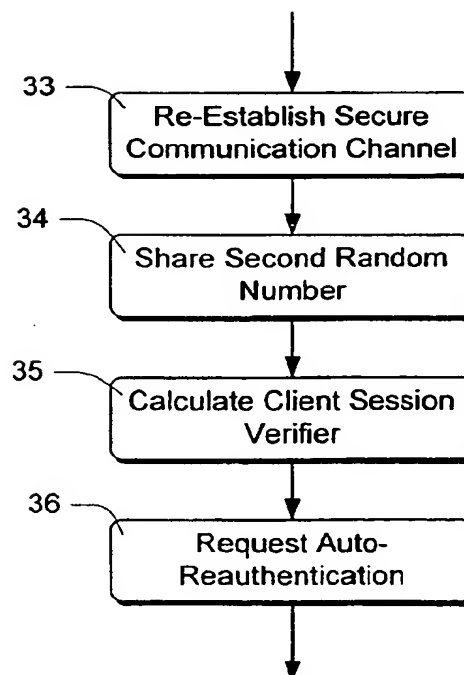 33
Re-Establish Secure
Communication Channel
34
Share Second Random
Number
35
Calculate Client Session
Verifier
36
Request Auto-
Reauthentication